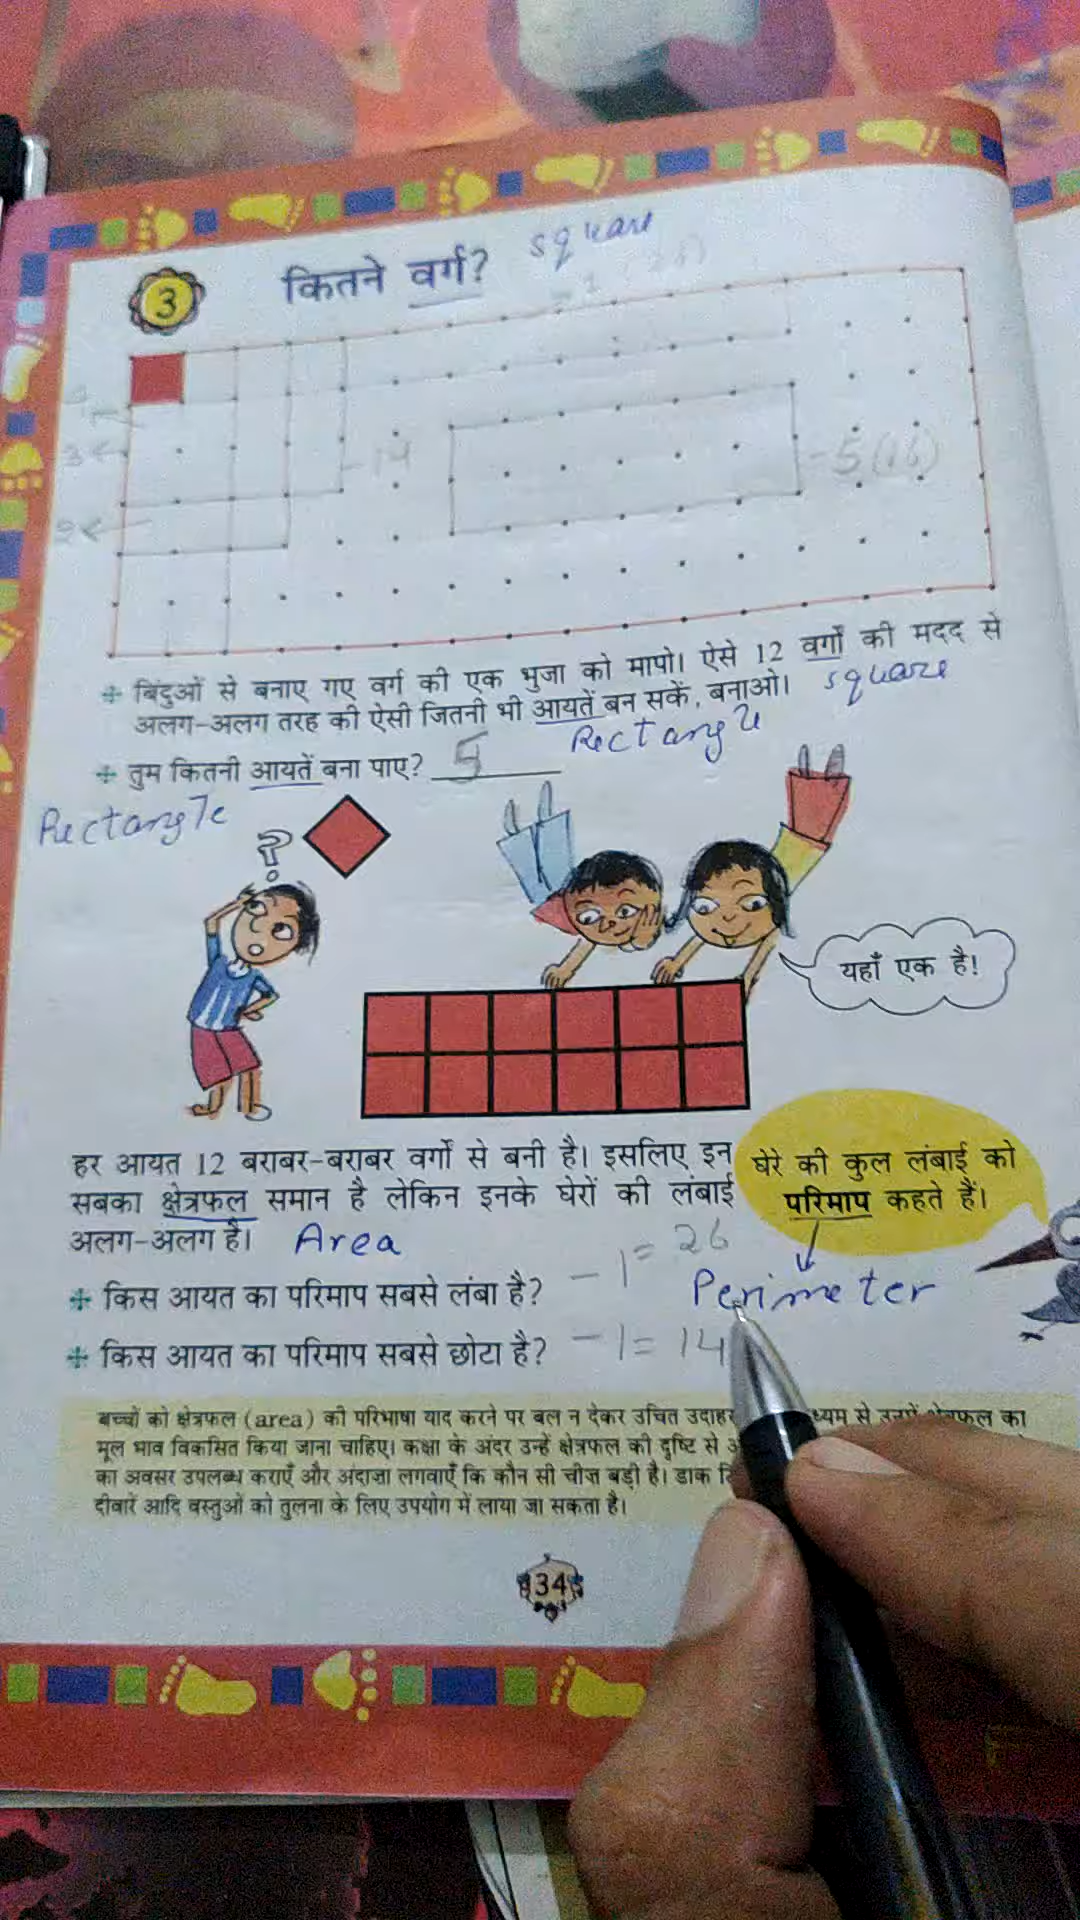 3 कितने वर्ग? square
3
- 14
- 5 (16)
बिंदुओं से बनाए गए वर्ग की एक भुजा को मापो। ऐसे 12 वर्गों की मदद से
अलग-अलग तरह की ऐसी जितनी भी आयतें बन सकें, बनाओ। square
Rectangle
तुम कितनी आयतें बना पाए? 5
Rectangle
?
यहाँ एक है!
हर आयत 12 बराबर-बराबर वर्गों से बनी है। इसलिए इन
सबका क्षेत्रफल समान है लेकिन इनके घेरों की लंबाई
अलग-अलग है। Area
घेरे की कुल लंबाई को
परिमाप कहते हैं।
Perimeter
किस आयत का परिमाप सबसे लंबा है? - 1 = 26
किस आयत का परिमाप सबसे छोटा है? - 1 = 14
बच्चों को क्षेत्रफल (area) की परिभाषा याद करने पर बल न देकर उचित
मूल भाव विकसित किया जाना चाहिए। कक्षा के अंदर उन्हें क्षेत्रफल की दृष्टि से
का अवसर उपलब्ध कराएँ और अंदाज़ा लगवाएँ कि कौन सी चीज़ बड़ी है। डाक
दीवारें आदि वस्तुओं को तुलना के लिए उपयोग में लाया जा सकता है।
34